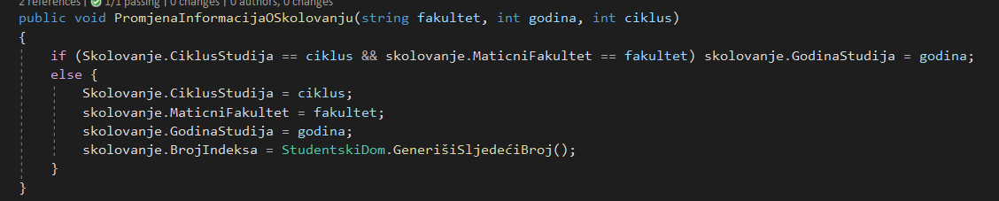 2 references | 1/1 passing | 0 changes | 0 authors, 0 changes
public void PromjenaInformacijaOSkolovanju(string fakultet, int godina, int ciklus)
{
if (Skolovanje.CiklusStudija == ciklus && skolovanje.MaticniFakultet == fakultet) skolovanje.GodinaStudija = godina;
else {
Skolovanje.CiklusStudija = ciklus;
skolovanje.MaticniFakultet = fakultet;
skolovanje.GodinaStudija = godina;
skolovanje.BrojIndeksa = StudentskiDom.GenerišiSljedećiBroj();
}
}